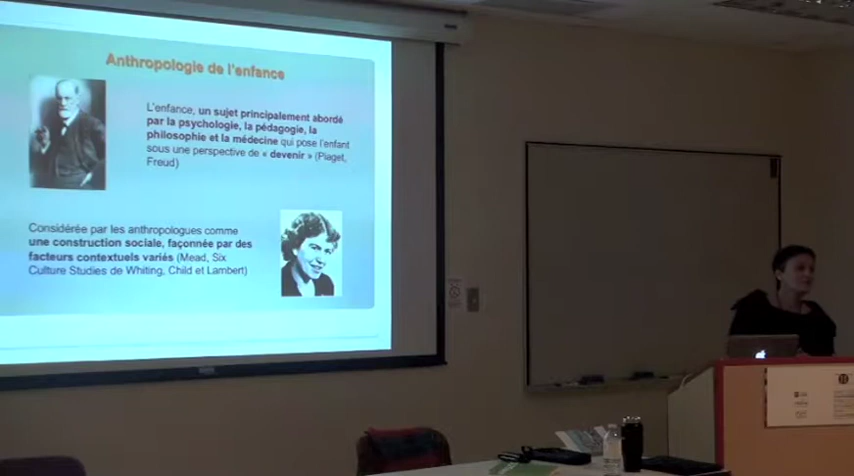 Anthropologie de l'enfance
L'enfance, un sujet principalement abordé
par la psychologie, la pédagogie, la
philosophie et la médecine qui pose l'enfant
sous une perspective de « devenir » (Piaget,
Freud)
Considérée par les anthropologues comme
une construction sociale, façonnée par des
facteurs contextuels variés (Mead, Six
Culture Studies de Whiting, Child et Lambert)